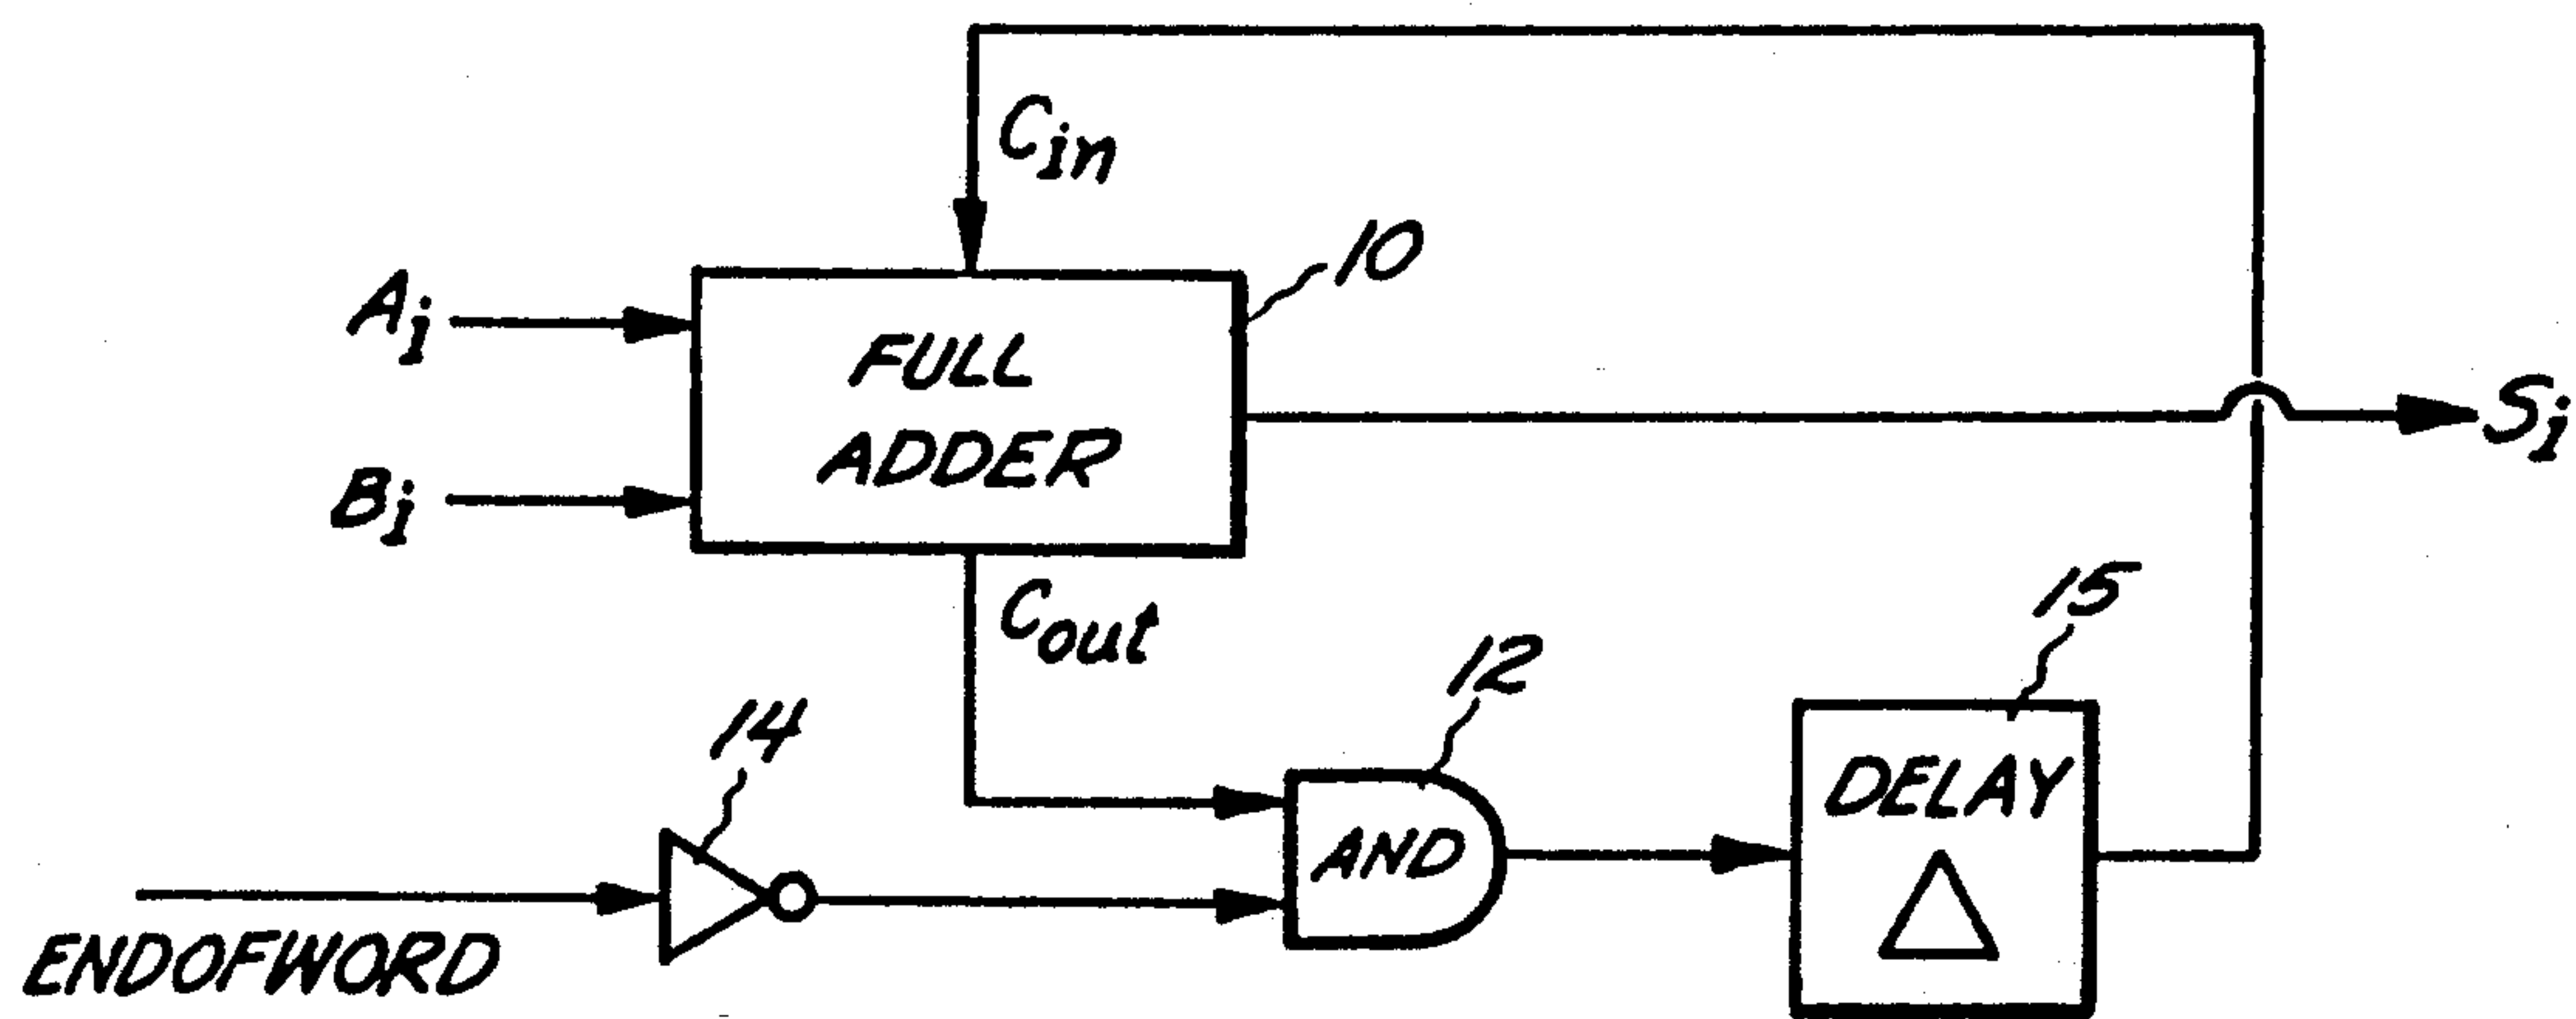 Cin
10
Ai
FULL
ADDER
Si
Bi
Cout
15
12
14
DELAY
Δ
AND
ENDOFWORD